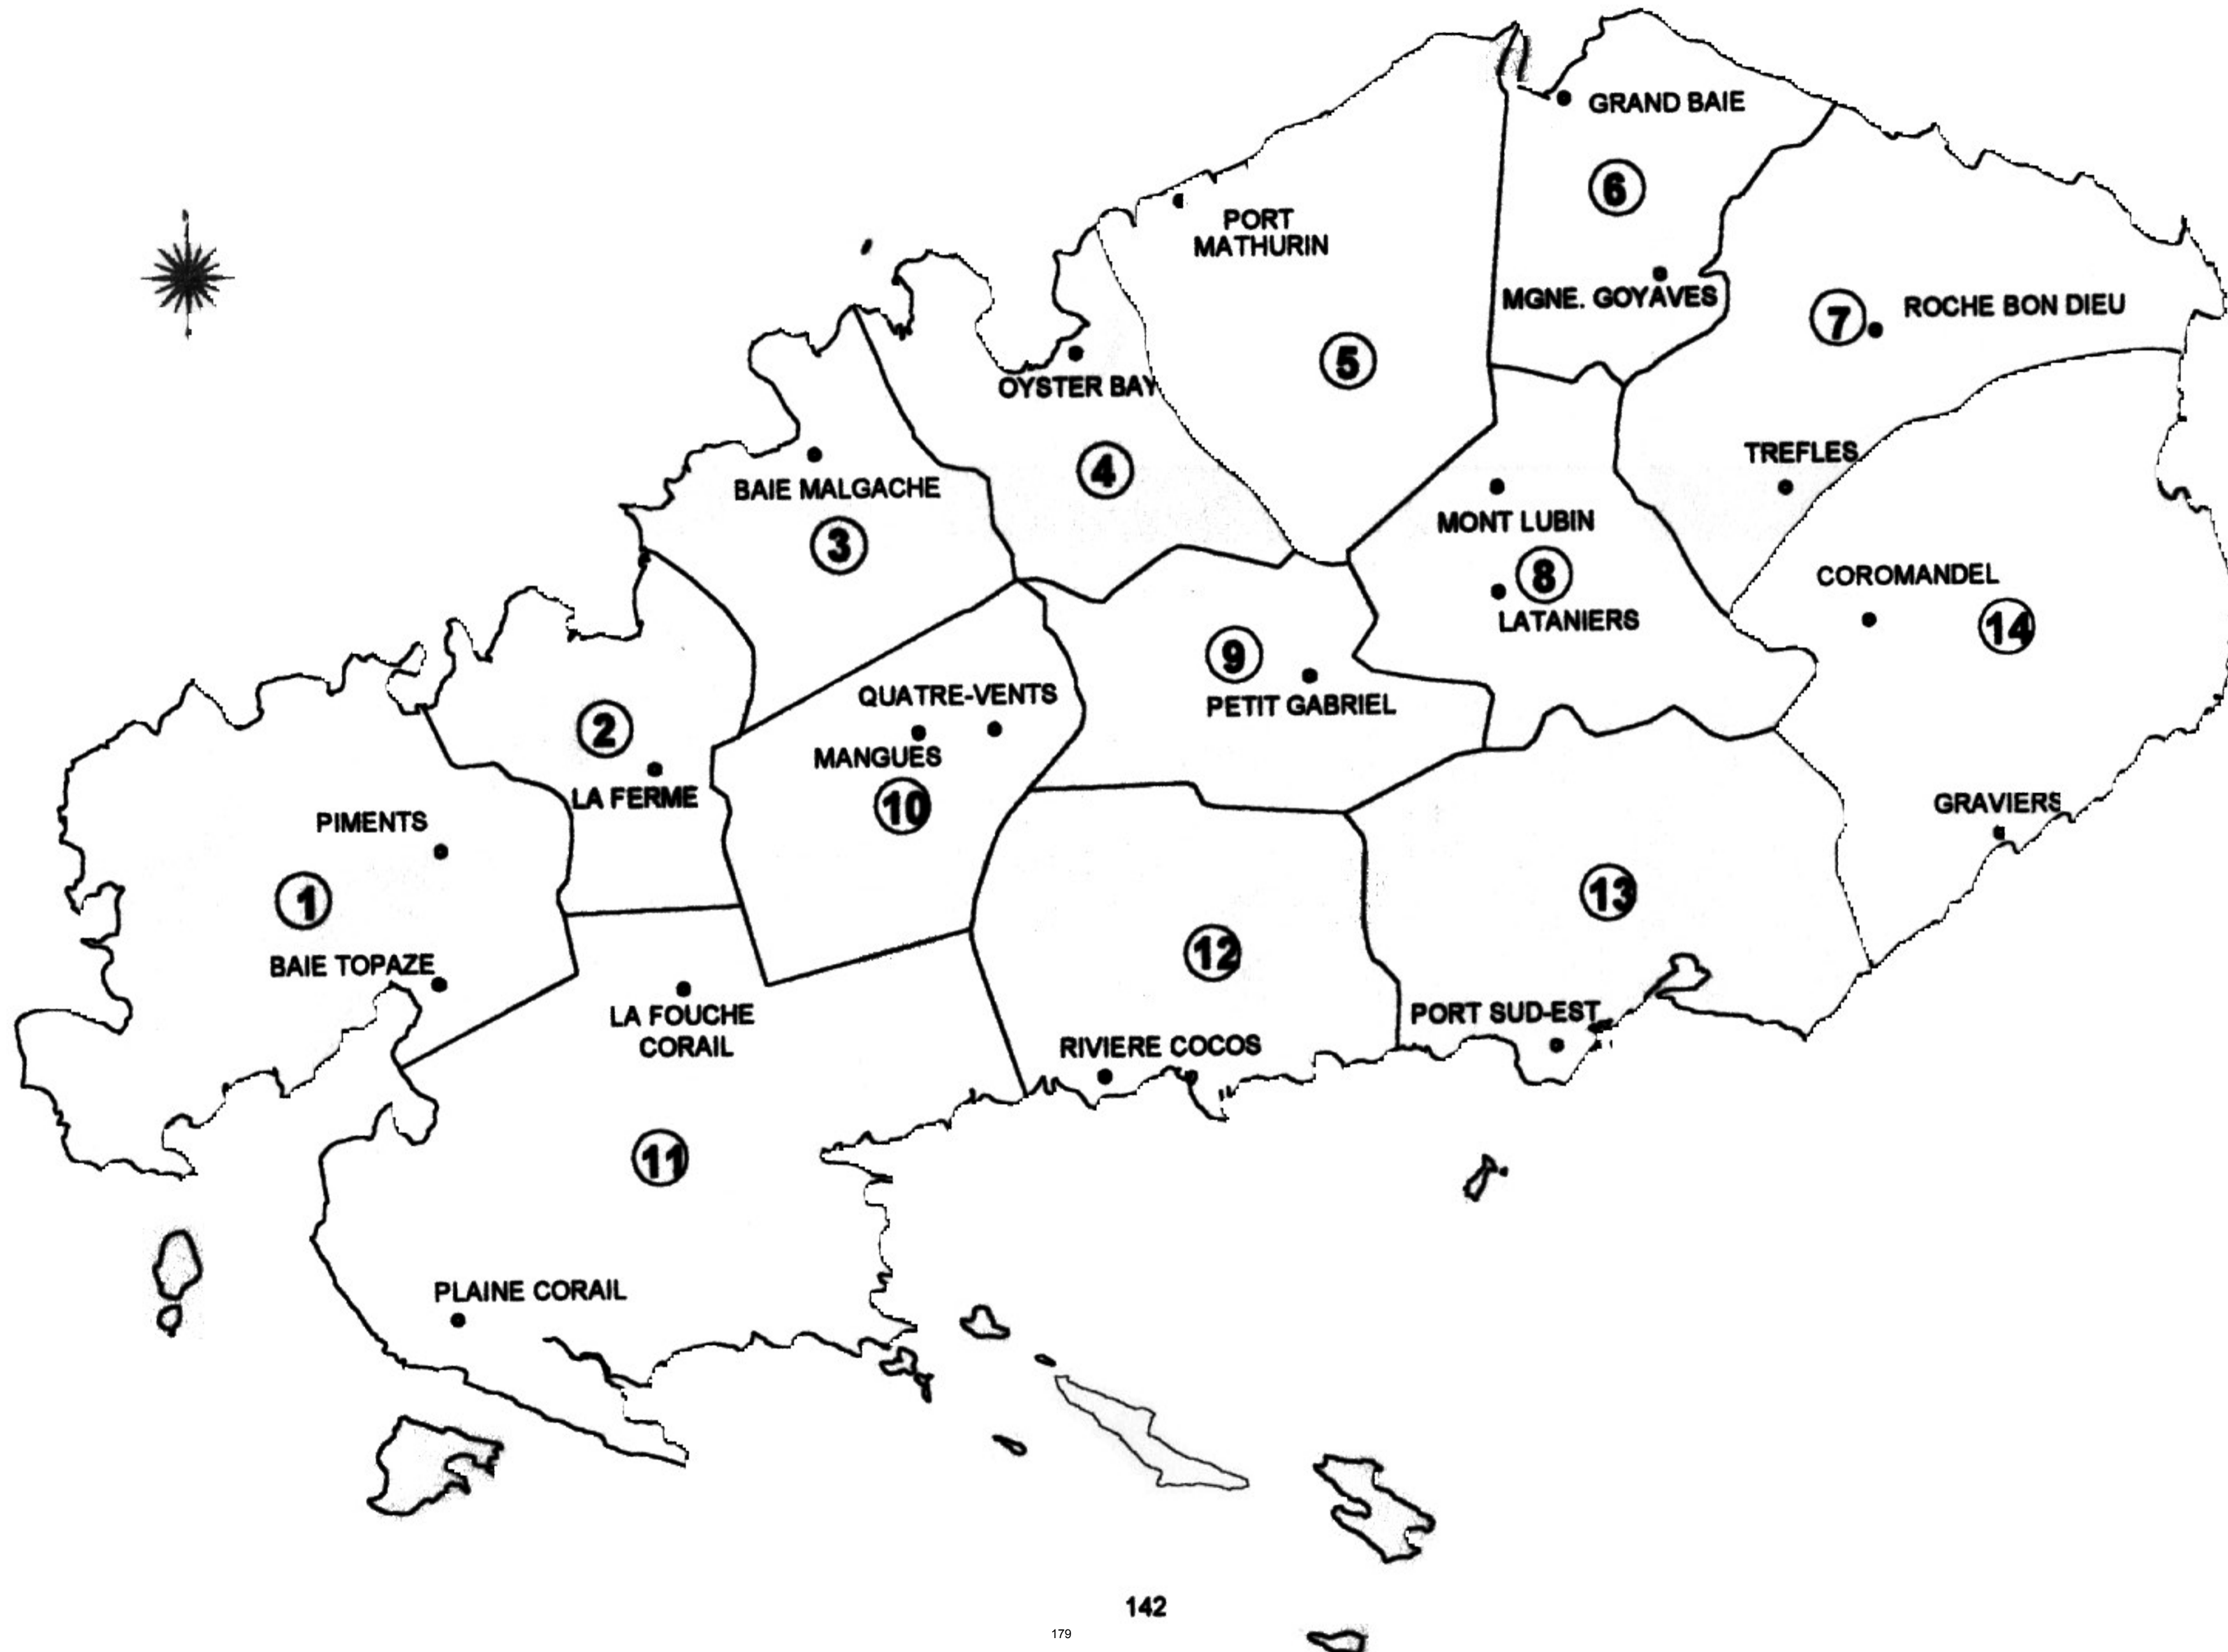 GRAND BAIE
6
PORT
MATHURIN
MGNE. GOYAVES
7
ROCHE BON DIEU
5
OYSTER BAY
4
TREFLES
BAIE MALGACHE
3
MONT LUBIN
8
LATANIERS
COROMANDEL
14
9
PETIT GABRIEL
QUATRE-VENTS
MANGUES
10
2
LA FERME
PIMENTS
1
BAIE TOPAZE
GRAVIERS
13
12
LA FOUCHE
CORAIL
PORT SUD-EST
RIVIERE COCOS
11
PLAINE CORAIL
142
179